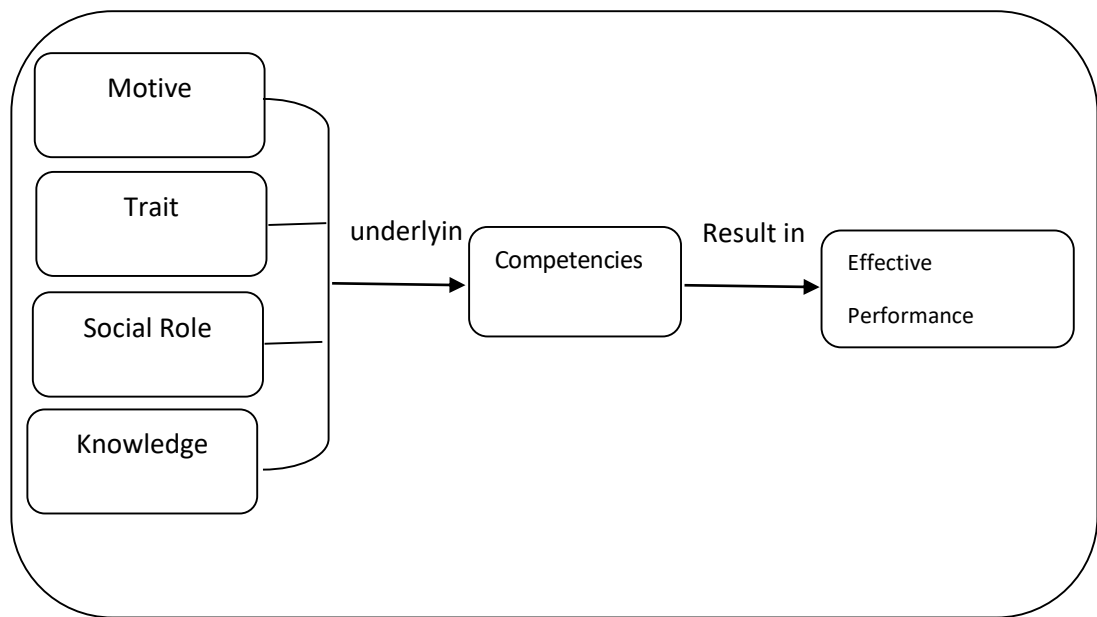 Motive
Trait
Social Role
Knowledge
underlyin
Competencies
Result in
Effective
Performance